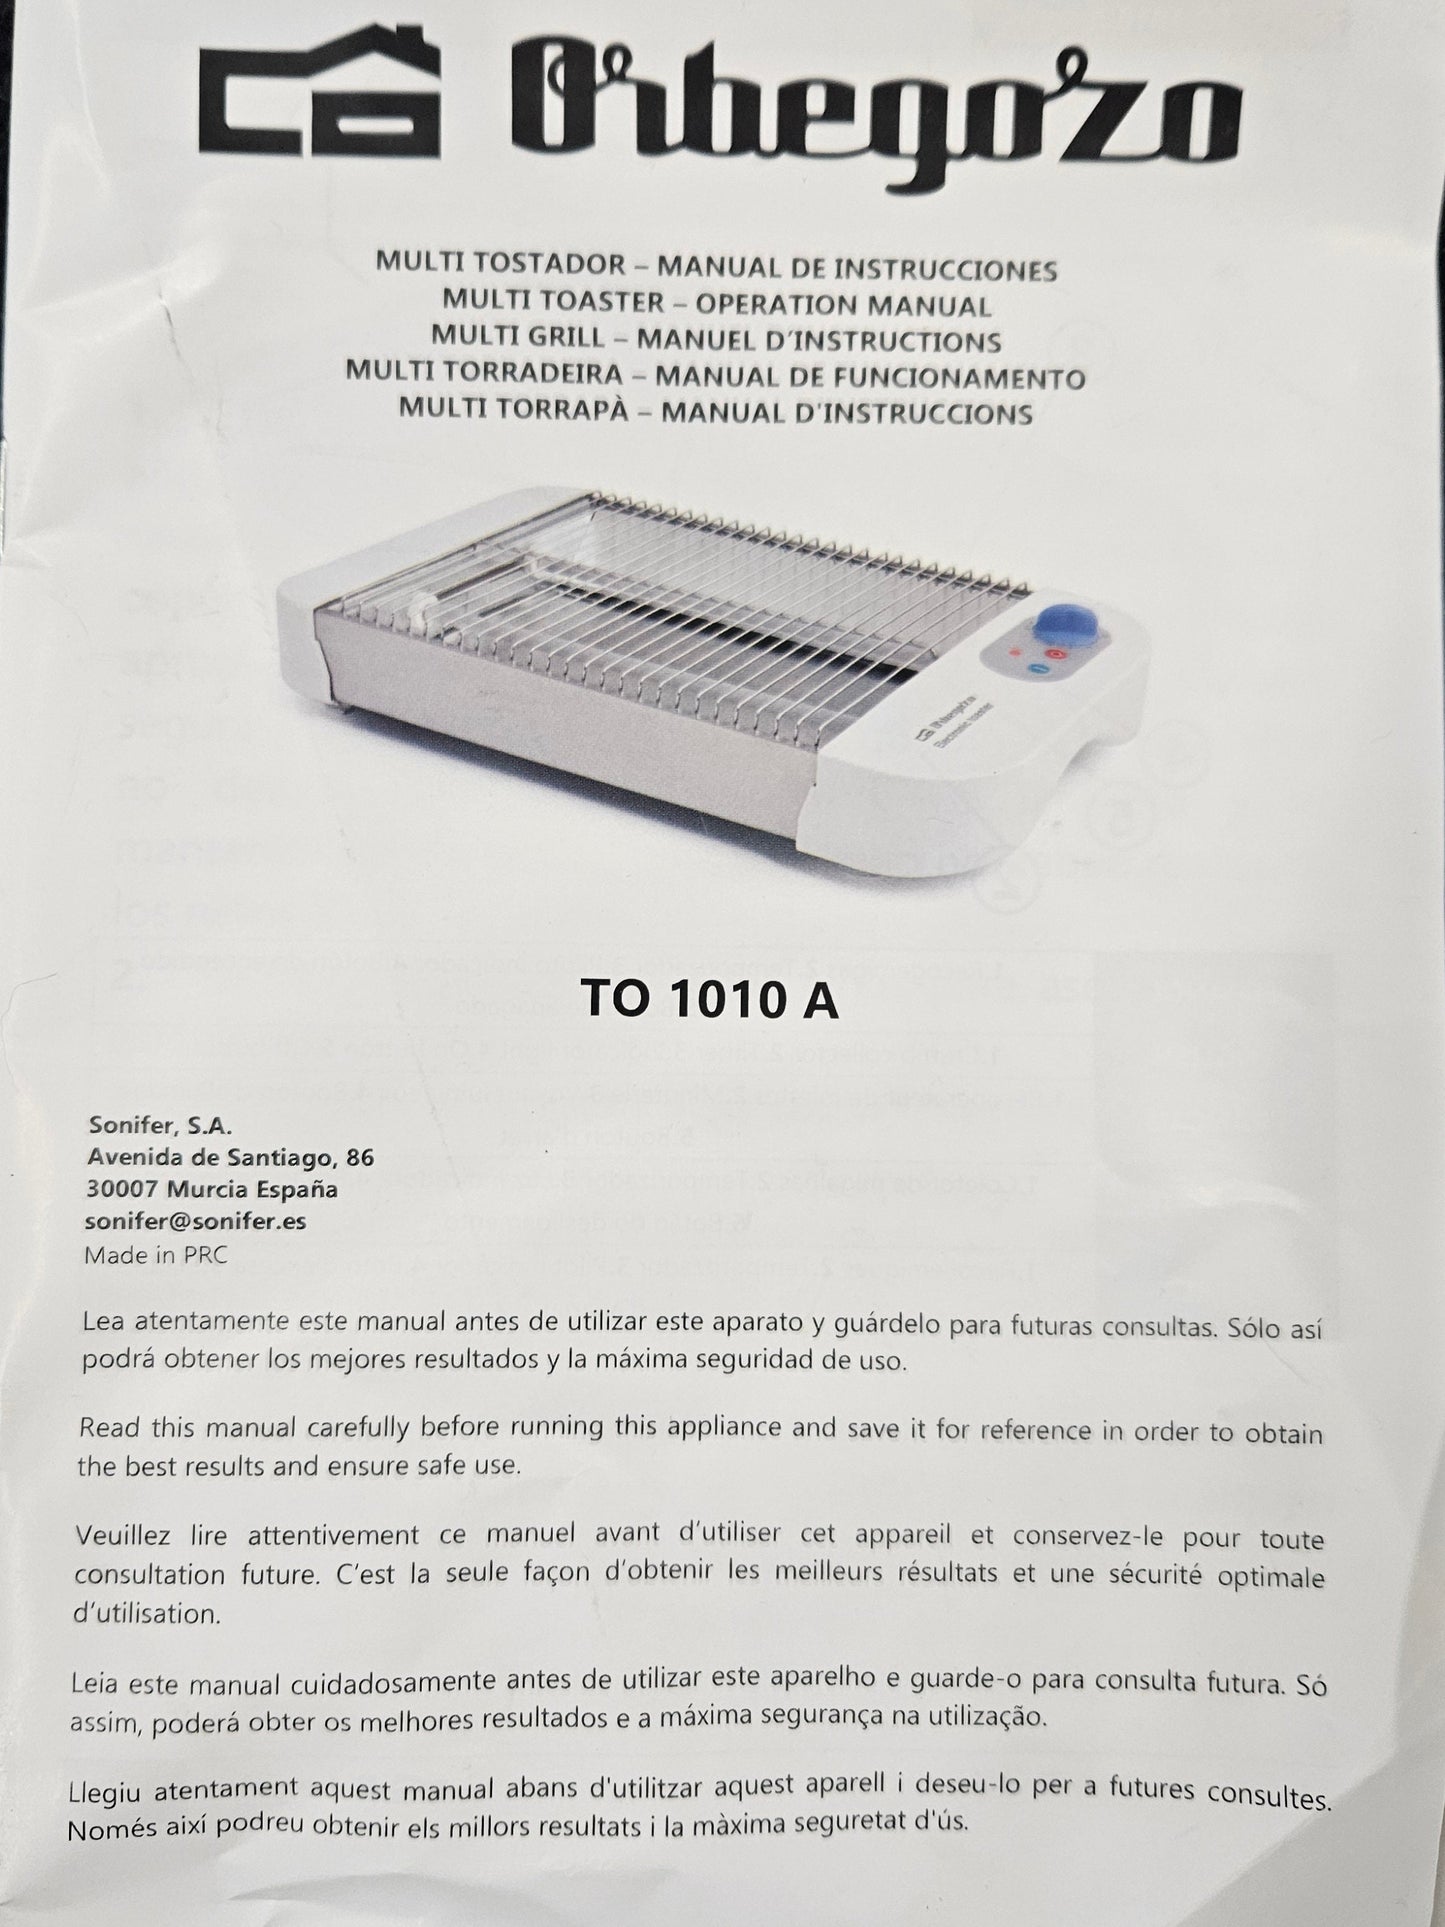 Orbegozo
MULTI TOSTADOR – MANUAL DE INSTRUCCIONES
MULTI TOASTER – OPERATION MANUAL
MULTI GRILL – MANUEL D'INSTRUCTIONS
MULTI TORRADEIRA – MANUAL DE FUNCIONAMENTO
MULTI TORRAPÀ – MANUAL D'INSTRUCCIONS
Orbegozo
Electronic toaster
TO 1010 A
Sonifer, S.A.
Avenida de Santiago, 86
30007 Murcia España
sonifer@sonifer.es
Made in PRC
Lea atentamente este manual antes de utilizar este aparato y guárdelo para futuras consultas. Sólo así
podrá obtener los mejores resultados y la máxima seguridad de uso.
Read this manual carefully before running this appliance and save it for reference in order to obtain
the best results and ensure safe use.
Veuillez lire attentivement ce manuel avant d'utiliser cet appareil et conservez-le pour toute
consultation future. C'est la seule façon d'obtenir les meilleurs résultats et une sécurité optimale
d'utilisation.
Leia este manual cuidadosamente antes de utilizar este aparelho e guarde-o para consulta futura. Só
assim, poderá obter os melhores resultados e a máxima segurança na utilização.
Llegiu atentament aquest manual abans d'utilitzar aquest aparell i deseu-lo per a futures consultes.
Només així podreu obtenir els millors resultats i la màxima seguretat d'ús.